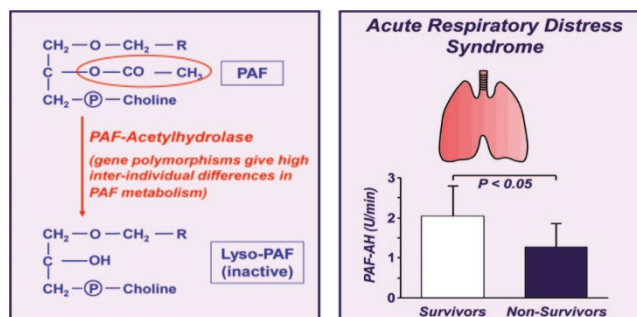 CH₂ — O — CH₂ — R
C — O — CO — CH₃
PAF
CH₂ — P — Choline
PAF-Acetylhydrolase
(gene polymorphisms give high
inter-individual differences in
PAF metabolism)
CH₂ — O — CH₂ — R
C — OH
Lyso-PAF
(inactive)
CH₂ — P — Choline
Acute Respiratory Distress
Syndrome
P < 0.05
PAF-AH (U/min)
3
2
1
0
Survivors
Non-Survivors